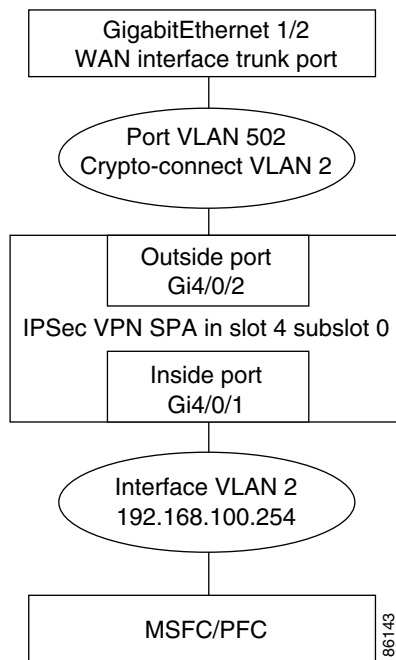 GigabitEthernet 1/2
WAN interface trunk port
Port VLAN 502
Crypto-connect VLAN 2
Outside port
Gi4/0/2
IPSec VPN SPA in slot 4 subslot 0
Inside port
Gi4/0/1
Interface VLAN 2
192.168.100.254
MSFC/PFC
86143